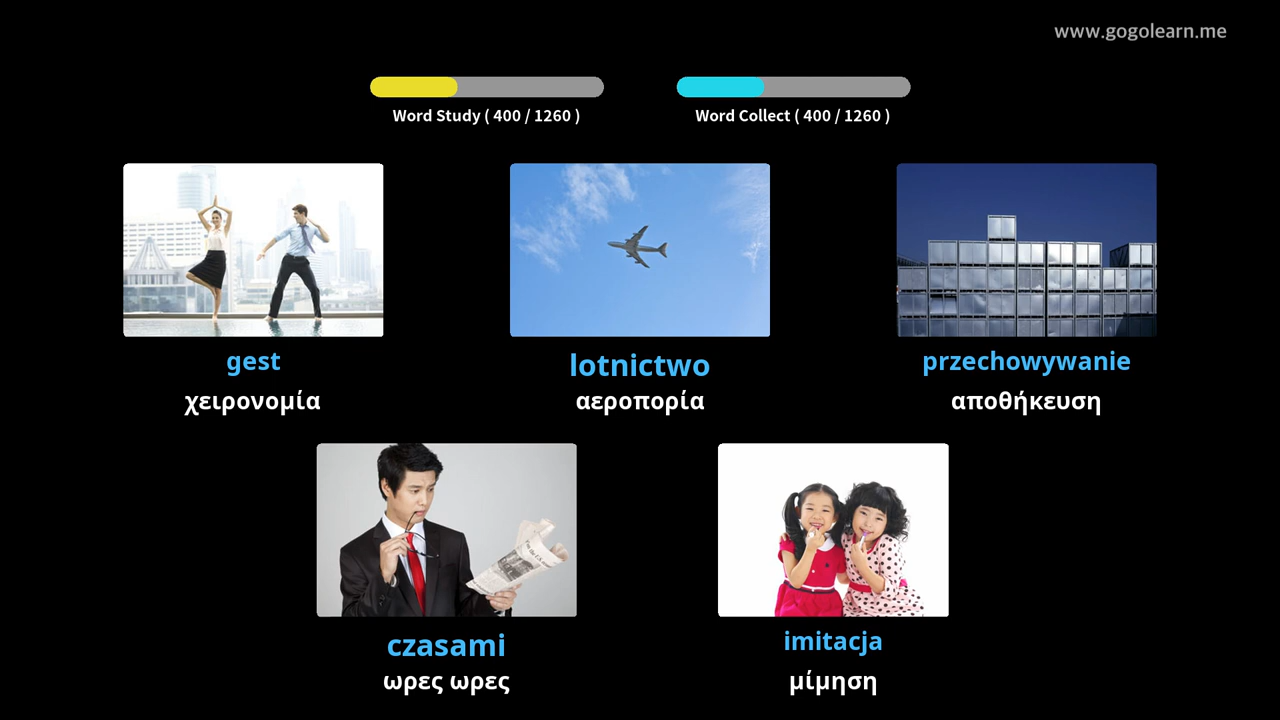 www.gogolearn.me
Word Study ( 400 / 1260 )
Word Collect ( 400 / 1260 )
gest
χειρονομία
lotnictwo
αεροπορία
przechowywanie
αποθήκευση
czasami
ωρες ωρες
imitacja
μίμηση